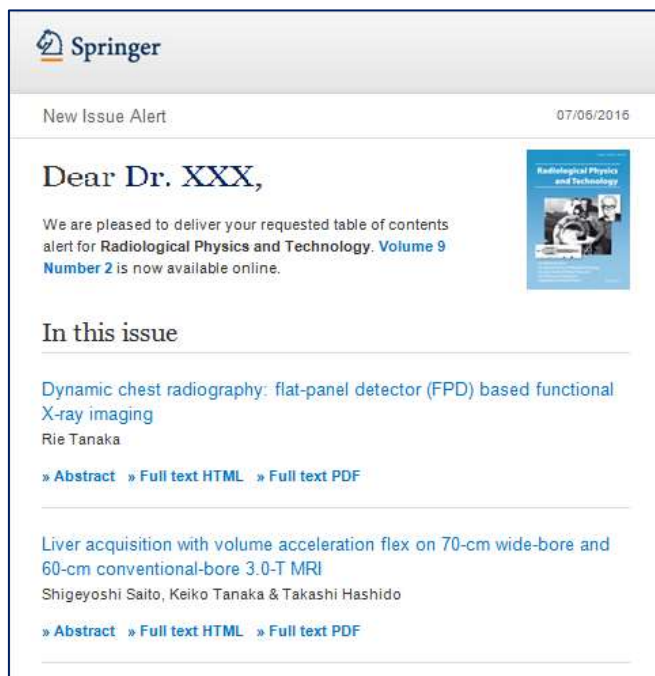 Springer
New Issue Alert
07/06/2016
Dear Dr. XXX,
Radiological Physics
and Technology
We are pleased to deliver your requested table of contents
alert for Radiological Physics and Technology. Volume 9
Number 2 is now available online.
In this issue
Dynamic chest radiography: flat-panel detector (FPD) based functional
X-ray imaging
Rie Tanaka
» Abstract » Full text HTML » Full text PDF
Liver acquisition with volume acceleration flex on 70-cm wide-bore and
60-cm conventional-bore 3.0-T MRI
Shigeyoshi Saito, Keiko Tanaka & Takashi Hashido
» Abstract » Full text HTML » Full text PDF